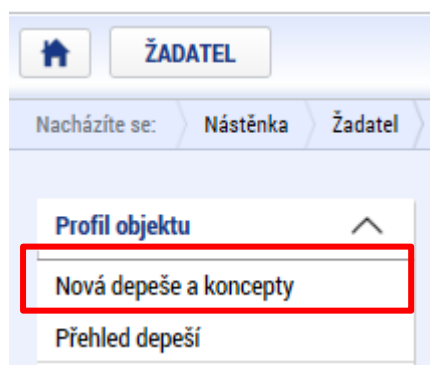 ŽADATEL
Nacházíte se: Nástěnka Žadatel
Profil objektu
Nová depeše a koncepty
Přehled depeší